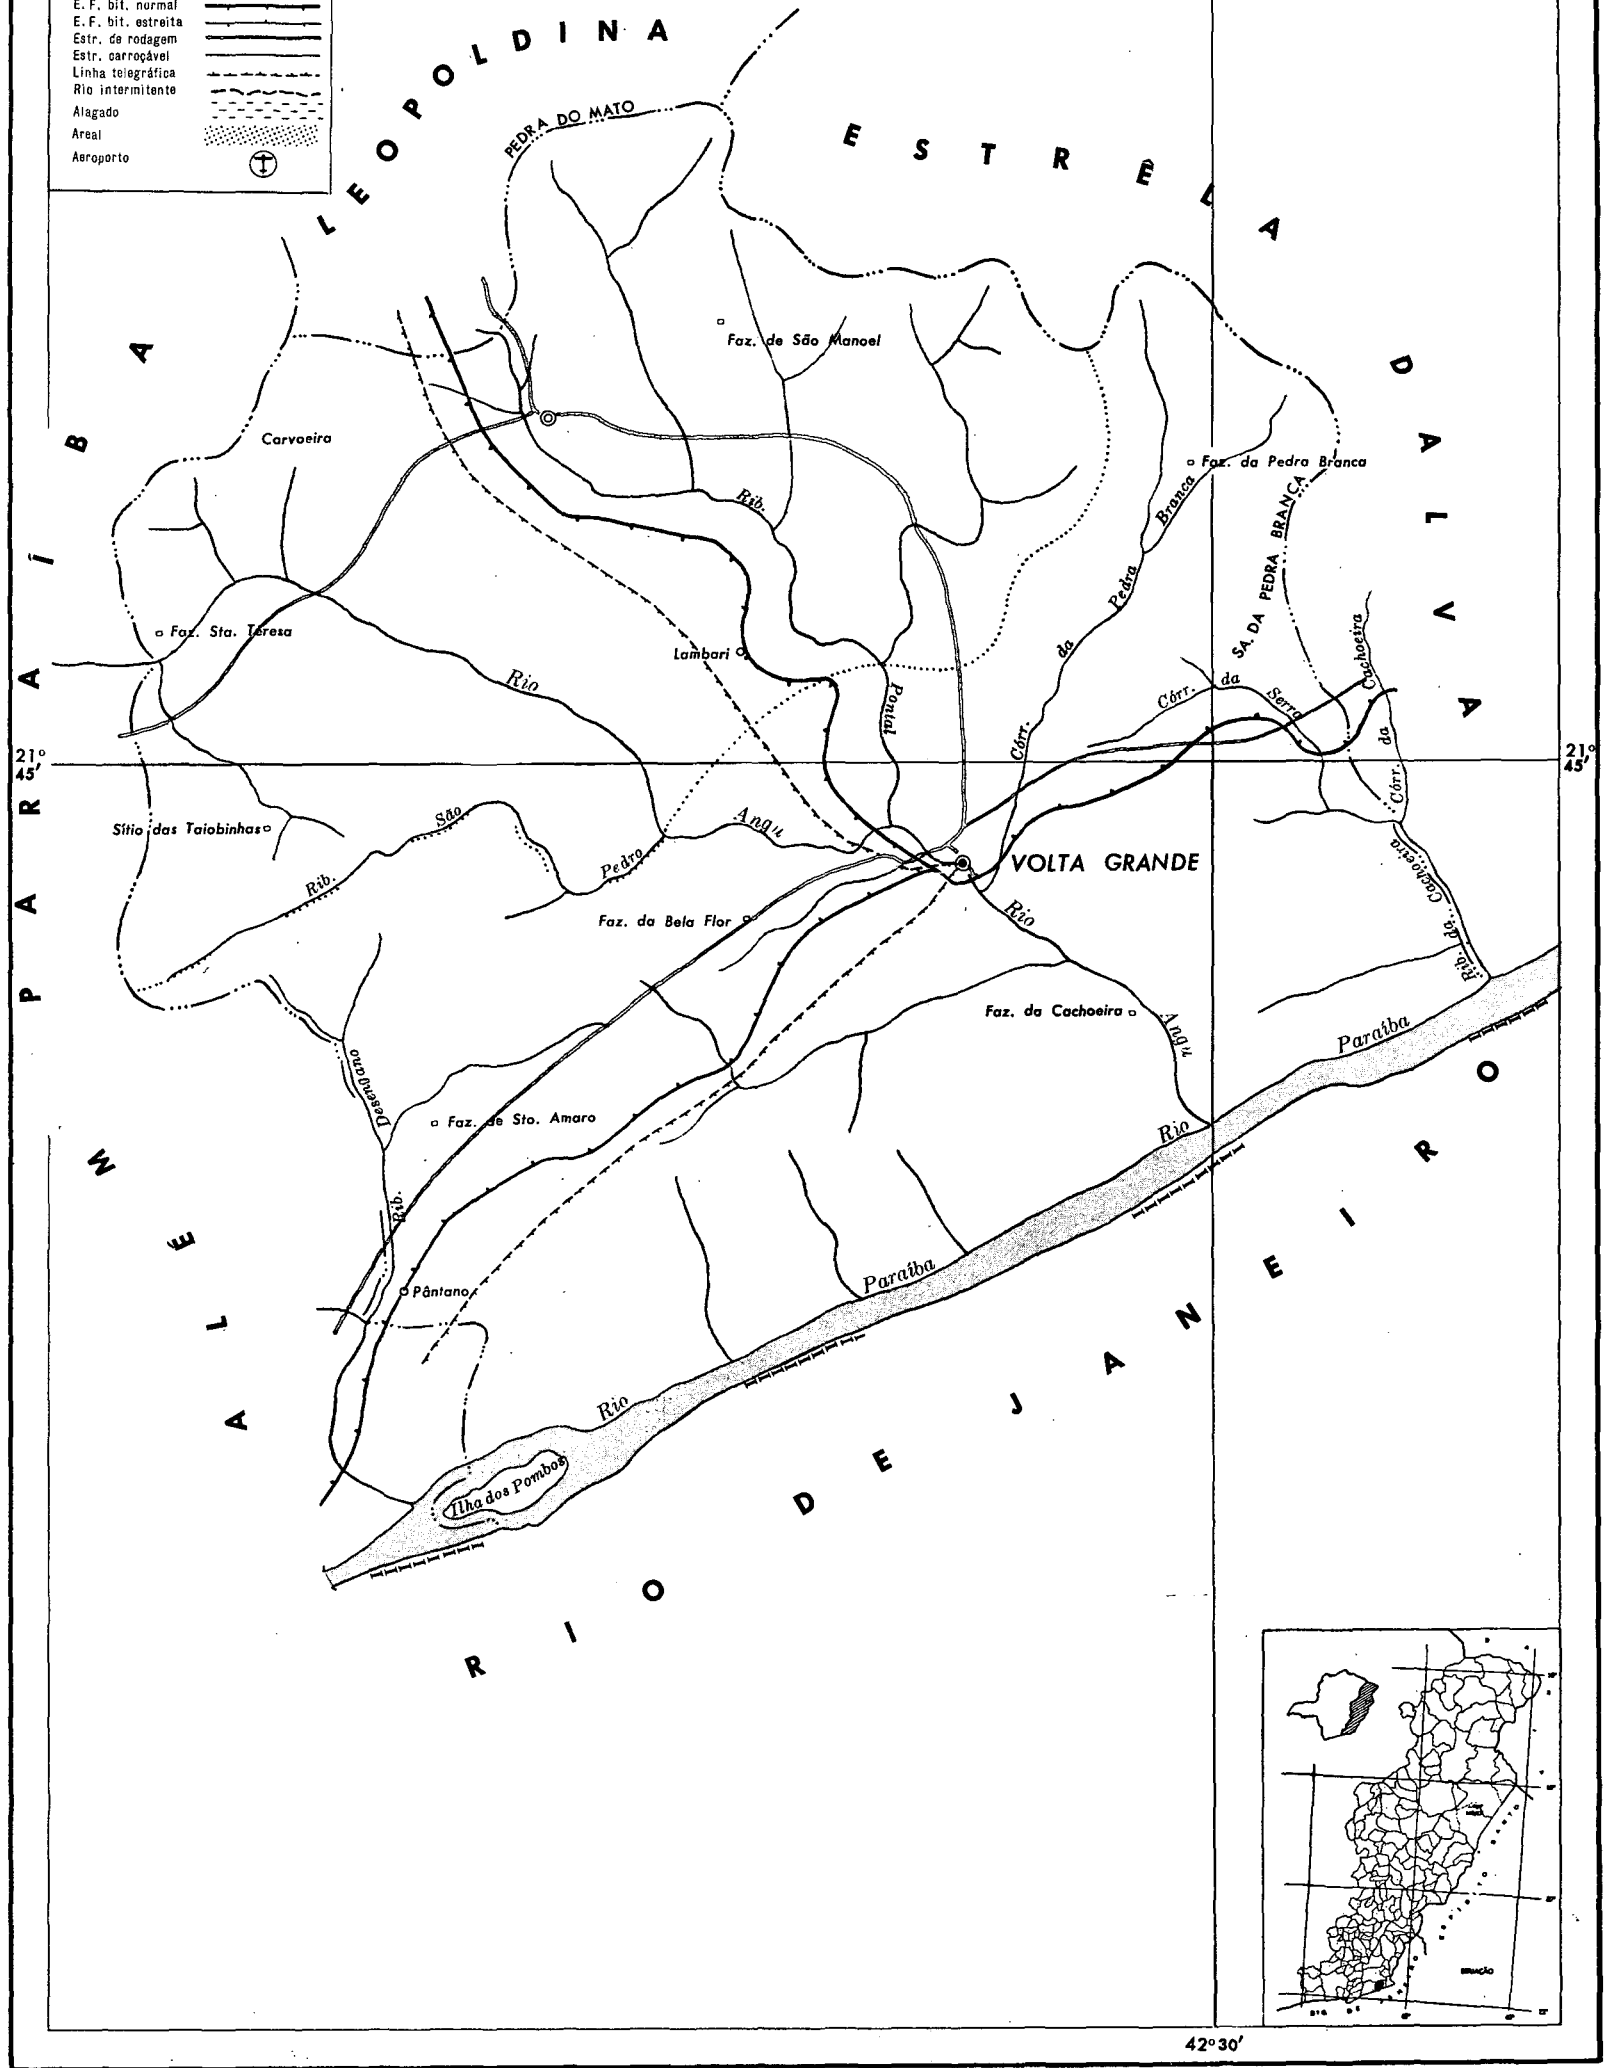 E. F. bit. normal
E. F. bit. estreita
Estr. de rodagem
Estr. carroçável
Linha telegráfica
Rio intermitente
Alagado
Areal
Aeroporto
LEOPOLDINA
ESTRÊLA DALVA
PARAÍBA
MÉLA
RIO DE JANEIRO
PEDRA DO MATO
Faz. de São Manoel
Carvoeira
Faz. da Pedra Branca
SA. DA PEDRA BRANCA
Rib.
Pontal
Córr. da Pedra Branca
Faz. Sta. Teresa
Lambari
Rio
Angu
Córr. da Serra
Córr. da Cachoeira
21° 45'
21° 45'
Sítio das Taiobinhas
Rib. São Pedro
VOLTA GRANDE
Faz. da Bela Flor
Rio
Angu
Rib. da Cachoeira
Faz. da Cachoeira
Rio Paraíba
Rib. Desengano
Faz. de Sto. Amaro
Pântano
Rio Paraíba
Ilha dos Pombos
42°30'